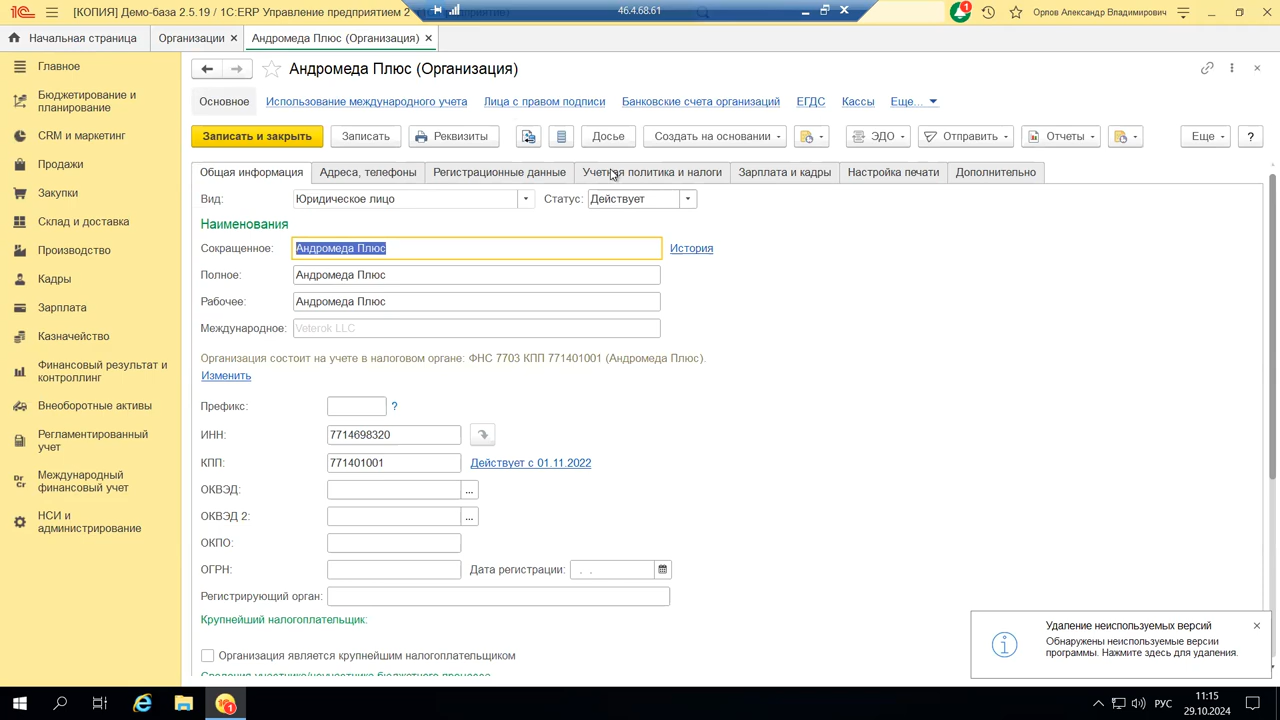 [КОПИЯ] Демо-база 2.5.19 / 1С:ERP Управление предприятием 2
46.4.68.61
1
Орлов Александр Владимирович
Начальная страница
Организации
Андромеда Плюс (Организация)
Главное
Бюджетирование и
планирование
CRM и маркетинг
Продажи
Закупки
Склад и доставка
Производство
Кадры
Зарплата
Казначейство
Финансовый результат и
контроллинг
Внеоборотные активы
Регламентированный
учет
Международный
финансовый учет
НСИ и
администрирование
Андромеда Плюс (Организация)
Основное
Использование международного учета
Лица с правом подписи
Банковские счета организаций
ЕГДС
Кассы
Еще...
Записать и закрыть
Записать
Реквизиты
Досье
Создать на основании
ЭДО
Отправить
Отчеты
Еще
?
Общая информация
Адреса, телефоны
Регистрационные данные
Учетная политика и налоги
Зарплата и кадры
Настройка печати
Дополнительно
Вид: Юридическое лицо
Статус: Действует
Наименования
Сокращенное: Андромеда Плюс
История
Полное: Андромеда Плюс
Рабочее: Андромеда Плюс
Международное: Veterok LLC
Организация состоит на учете в налоговом органе: ФНС 7703 КПП 771401001 (Андромеда Плюс).
Изменить
Префикс: ?
ИНН: 7714698320
КПП: 771401001 Действует с 01.11.2022
ОКВЭД: ...
ОКВЭД 2: ...
ОКПО:
ОГРН: Дата регистрации: . .
Регистрирующий орган:
Крупнейший налогоплательщик:
Организация является крупнейшим налогоплательщиком
Удаление неиспользуемых версий
Обнаружены неиспользуемые версии
программы. Нажмите здесь для удаления.
1
РУС
11:15
29.10.2024